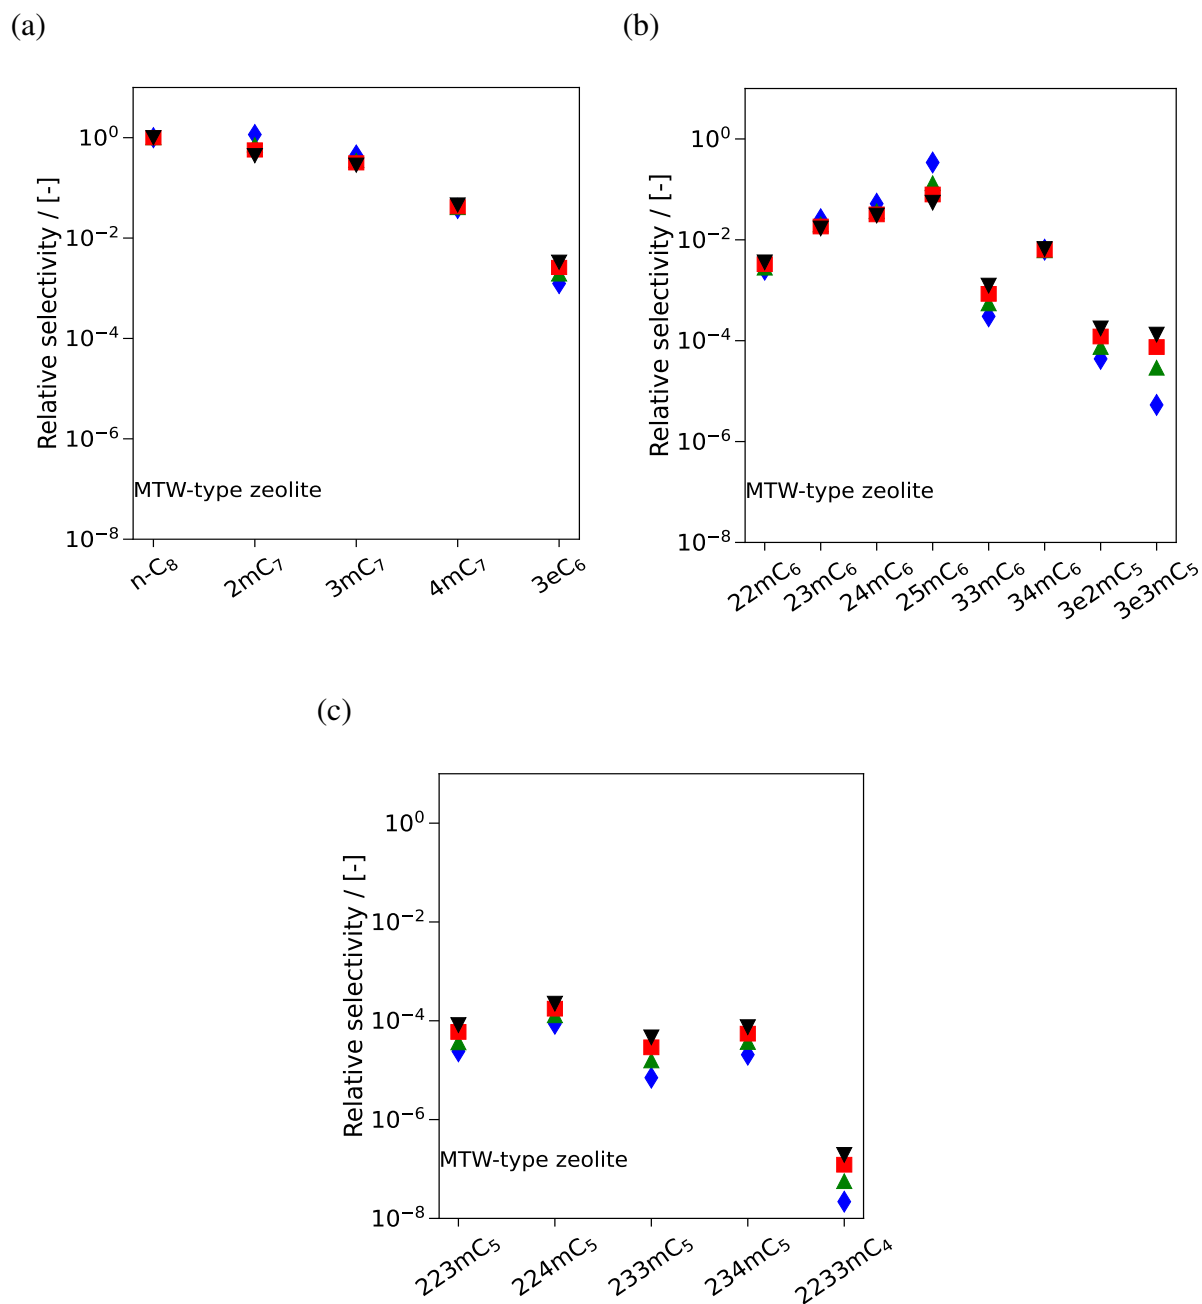 (a)
Relative selectivity / [-]
10⁰
10⁻²
10⁻⁴
10⁻⁶
10⁻⁸
MTW-type zeolite
n-C₈
2mC₇
3mC₇
4mC₇
3eC₆
(b)
Relative selectivity / [-]
10⁰
10⁻²
10⁻⁴
10⁻⁶
10⁻⁸
MTW-type zeolite
22mC₆
23mC₆
24mC₆
25mC₆
33mC₆
34mC₆
3e2mC₅
3e3mC₅
(c)
Relative selectivity / [-]
10⁰
10⁻²
10⁻⁴
10⁻⁶
10⁻⁸
MTW-type zeolite
223mC₅
224mC₅
233mC₅
234mC₅
2233mC₄